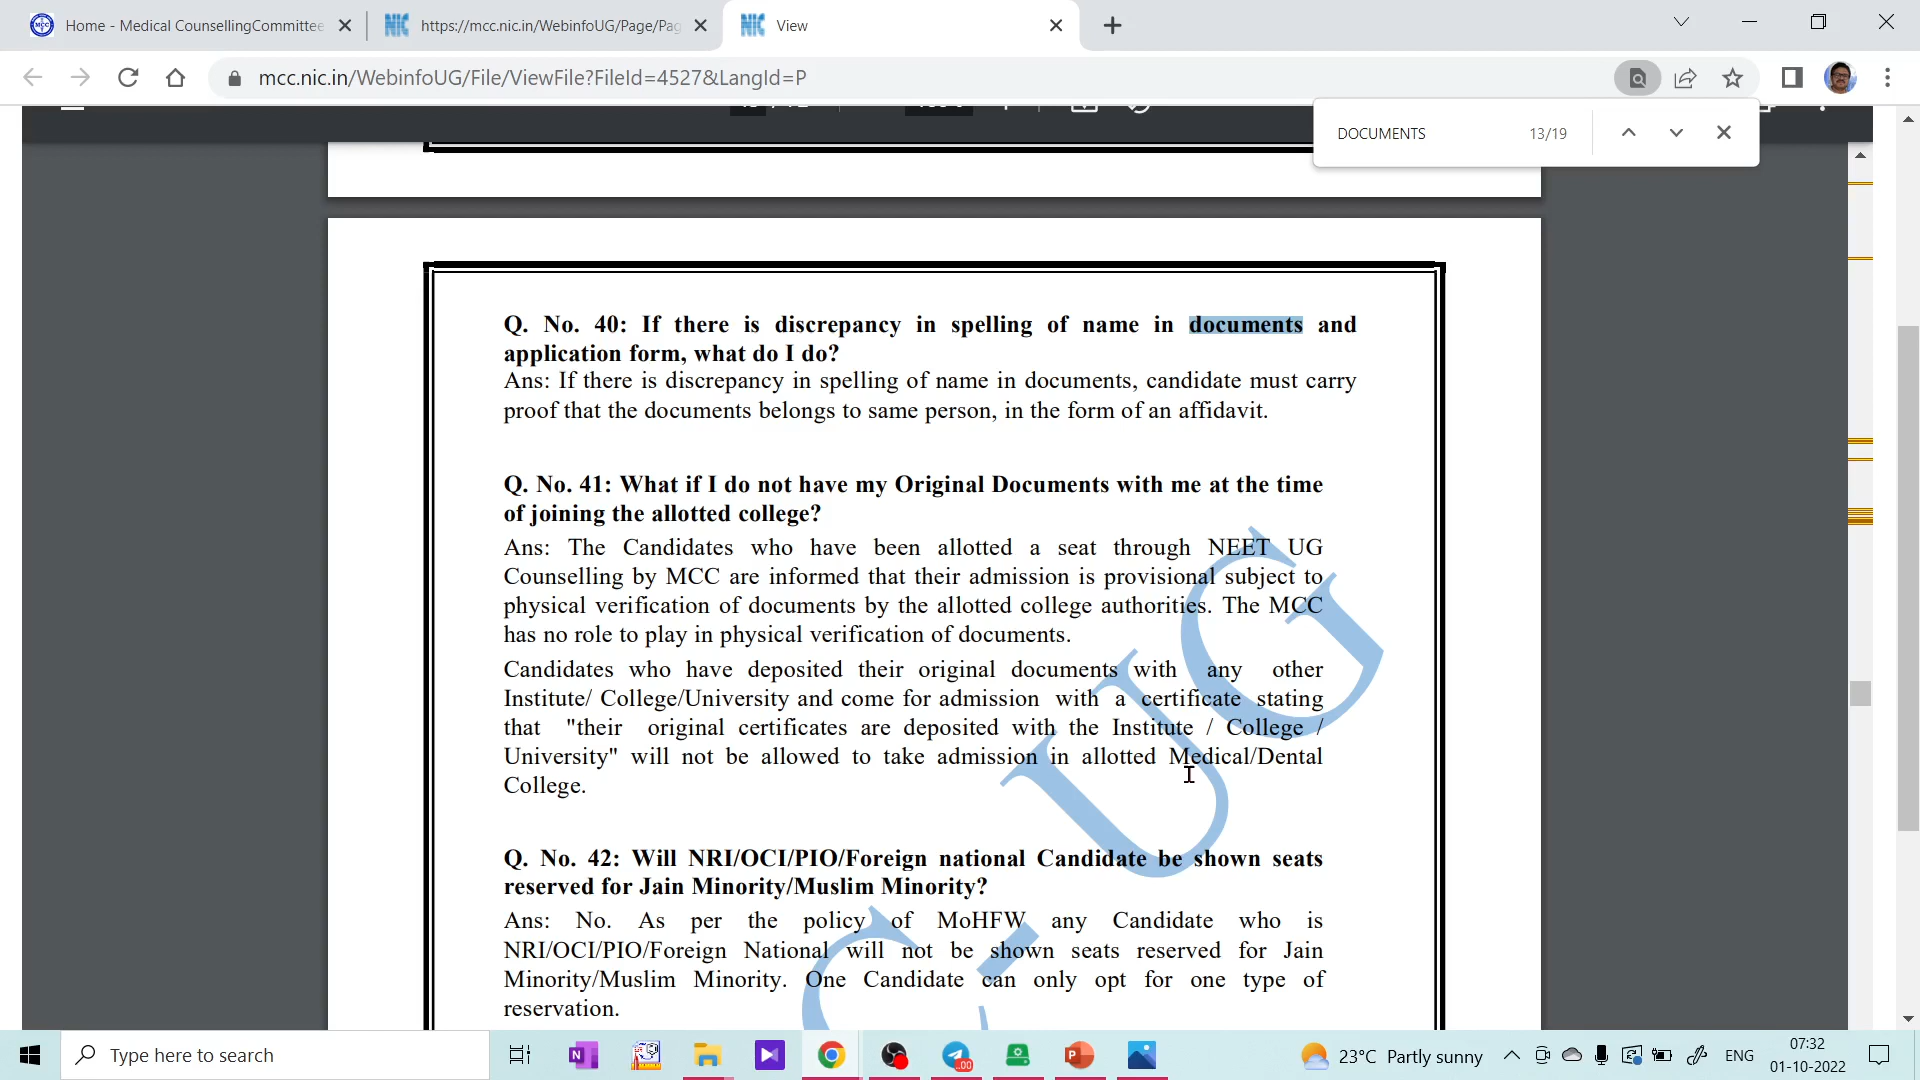 Home - Medical CounsellingCommittee
https://mcc.nic.in/WebinfoUG/Page/Pag
View
mcc.nic.in/WebinfoUG/File/ViewFile?FileId=4527&LangId=P
DOCUMENTS 13/19
Q. No. 40: If there is discrepancy in spelling of name in documents and
application form, what do I do?
Ans: If there is discrepancy in spelling of name in documents, candidate must carry
proof that the documents belongs to same person, in the form of an affidavit.
Q. No. 41: What if I do not have my Original Documents with me at the time
of joining the allotted college?
Ans: The Candidates who have been allotted a seat through NEET UG
Counselling by MCC are informed that their admission is provisional subject to
physical verification of documents by the allotted college authorities. The MCC
has no role to play in physical verification of documents.
Candidates who have deposited their original documents with any other
Institute/ College/University and come for admission with a certificate stating
that "their original certificates are deposited with the Institute / College /
University" will not be allowed to take admission in allotted Medical/Dental
College.
Q. No. 42: Will NRI/OCI/PIO/Foreign national Candidate be shown seats
reserved for Jain Minority/Muslim Minority?
Ans: No. As per the policy of MoHFW any Candidate who is
NRI/OCI/PIO/Foreign National will not be shown seats reserved for Jain
Minority/Muslim Minority. One Candidate can only opt for one type of
reservation.
C - UG
Type here to search
23°C Partly sunny
ENG
07:32
01-10-2022